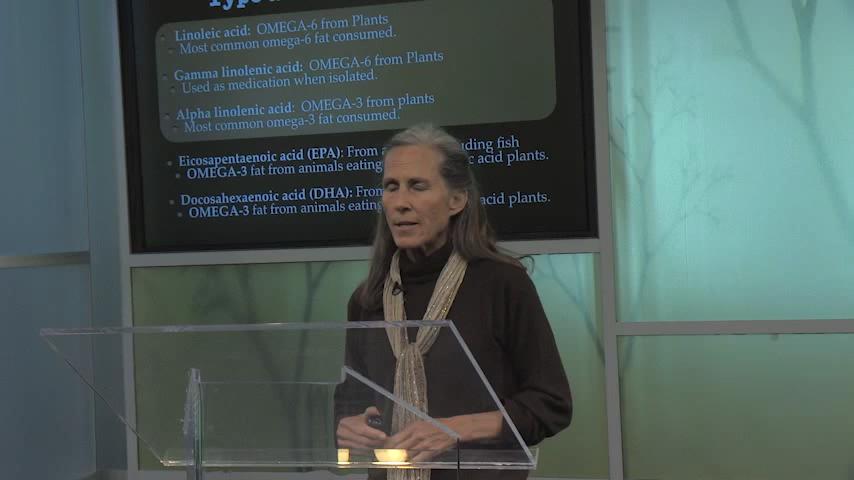 Linoleic acid: OMEGA-6 from Plants
Most common omega-6 fat consumed.
Gamma linolenic acid: OMEGA-6 from Plants
Used as medication when isolated.
Alpha linolenic acid: OMEGA-3 from plants
Most common omega-3 fat consumed.
Eicosapentaenoic acid (EPA): From fish
OMEGA-3 fat from animals eating acid plants.
Docosahexaenoic acid (DHA):
OMEGA-3 fat from animals eating acid plants.